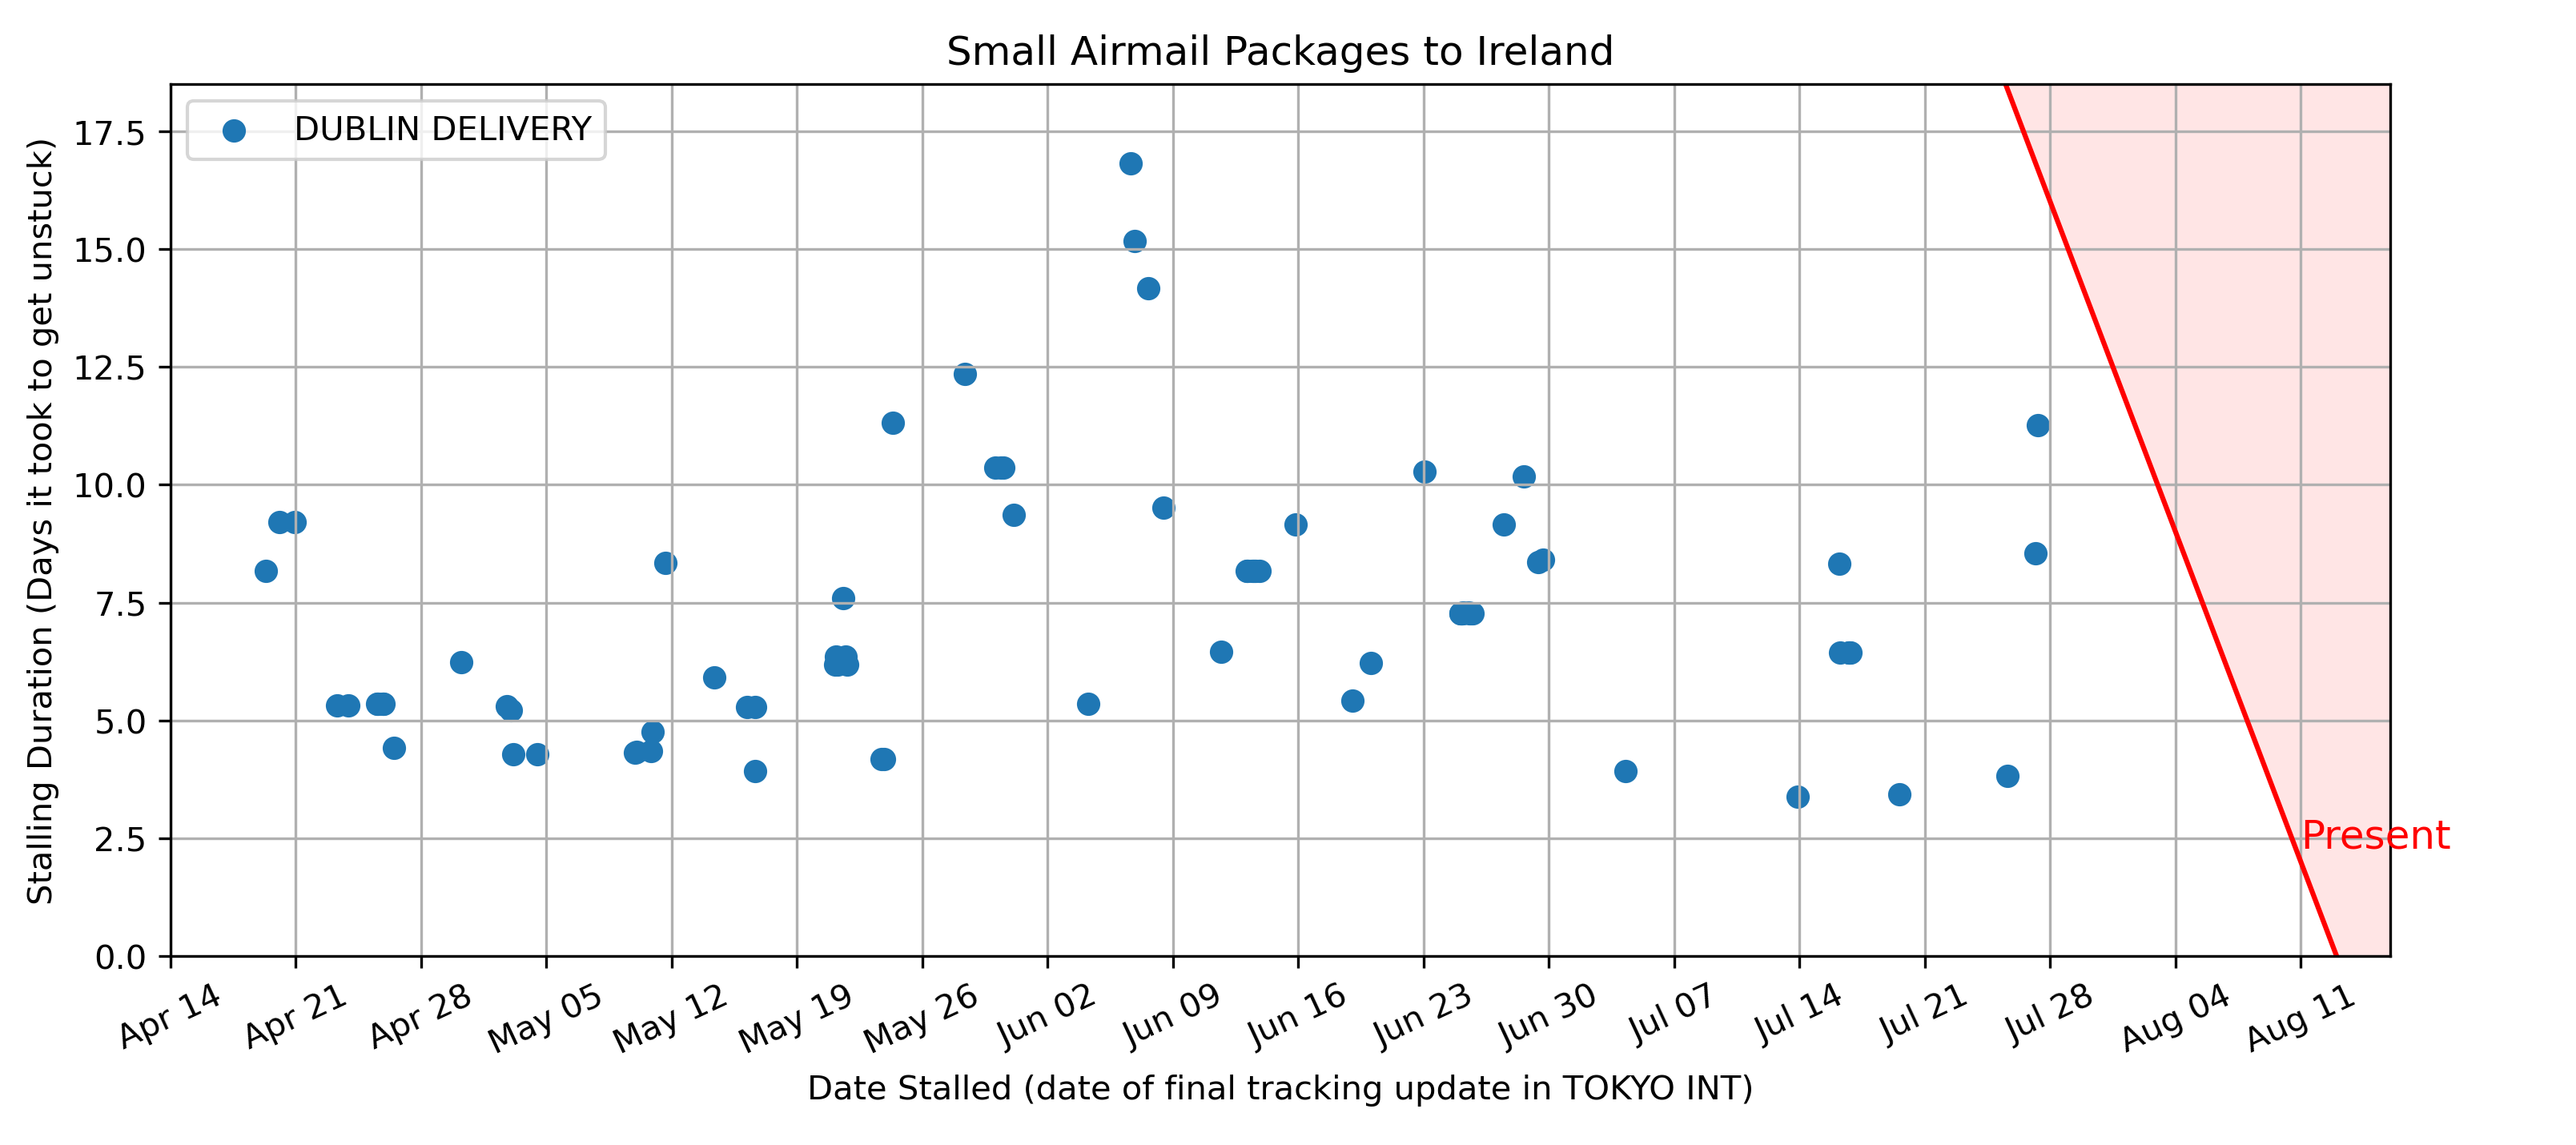 Small Airmail Packages to Ireland
DUBLIN DELIVERY
Stalling Duration (Days it took to get unstuck)
17.5
15.0
12.5
10.0
7.5
5.0
2.5
0.0
Present
Apr 14 Apr 21 Apr 28 May 05 May 12 May 19 May 26 Jun 02 Jun 09 Jun 16 Jun 23 Jun 30 Jul 07 Jul 14 Jul 21 Jul 28 Aug 04 Aug 11
Date Stalled (date of final tracking update in TOKYO INT)